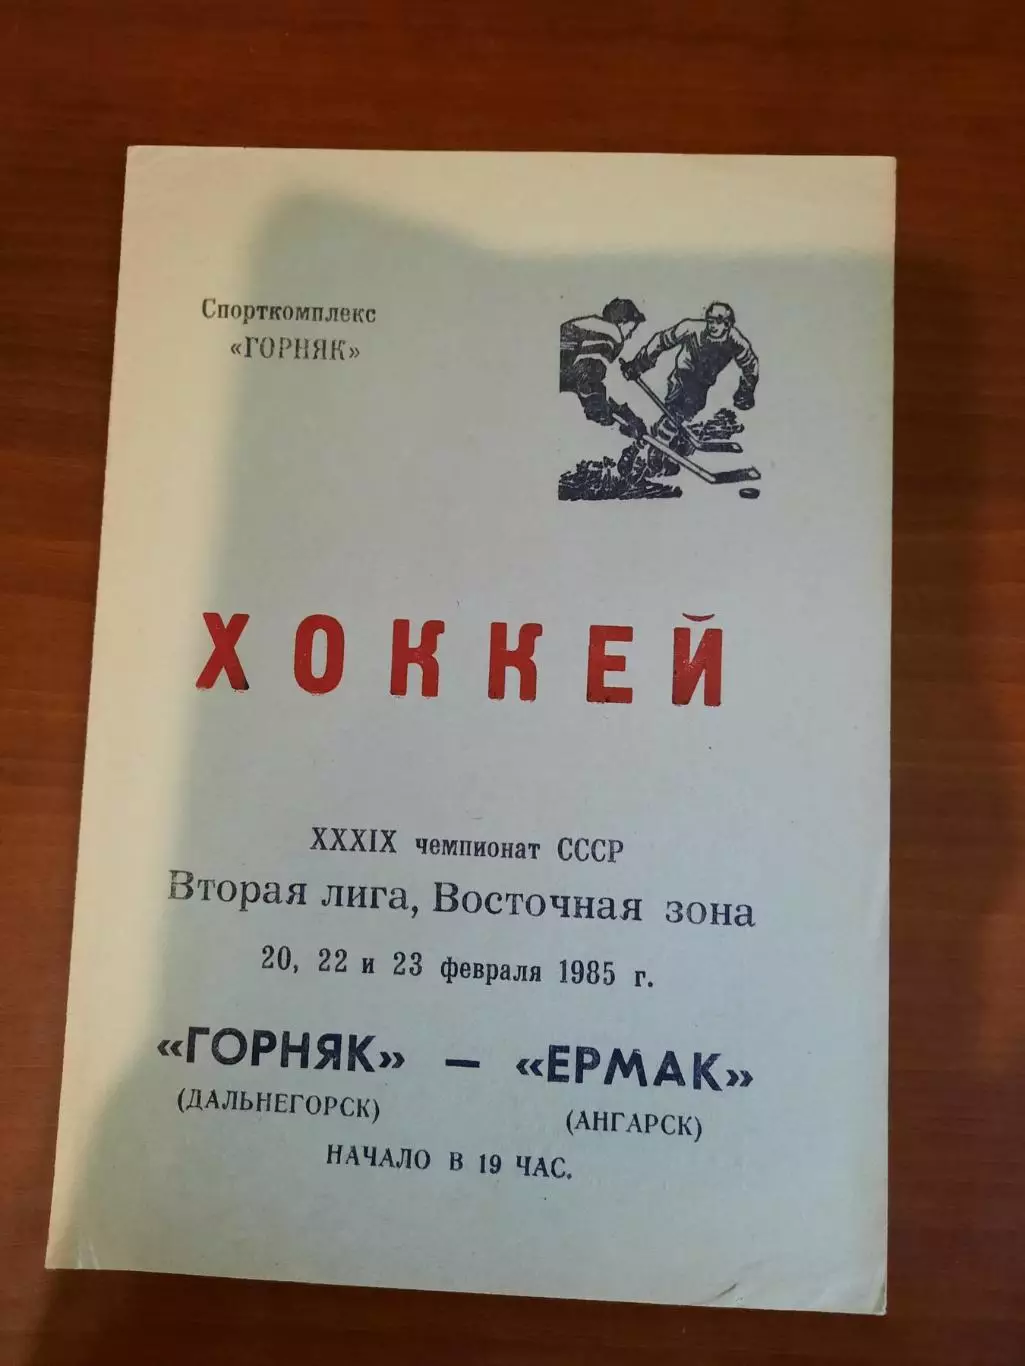 Спорткомплекс
«ГОРНЯК»
ХОККЕЙ
XXXIX чемпионат СССР
Вторая лига, Восточная зона
20, 22 и 23 февраля 1985 г.
«ГОРНЯК» — «ЕРМАК»
(ДАЛЬНЕГОРСК) (АНГАРСК)
НАЧАЛО В 19 ЧАС.